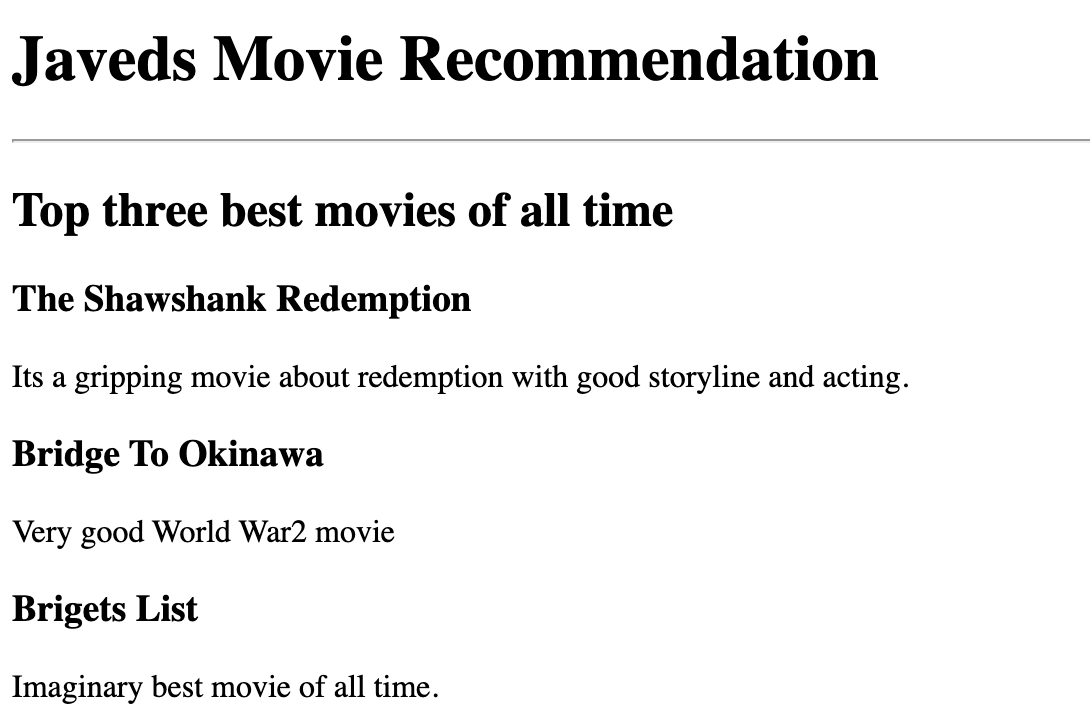 Javeds Movie Recommendation
Top three best movies of all time
The Shawshank Redemption
Its a gripping movie about redemption with good storyline and acting.
Bridge To Okinawa
Very good World War2 movie
Brigets List
Imaginary best movie of all time.